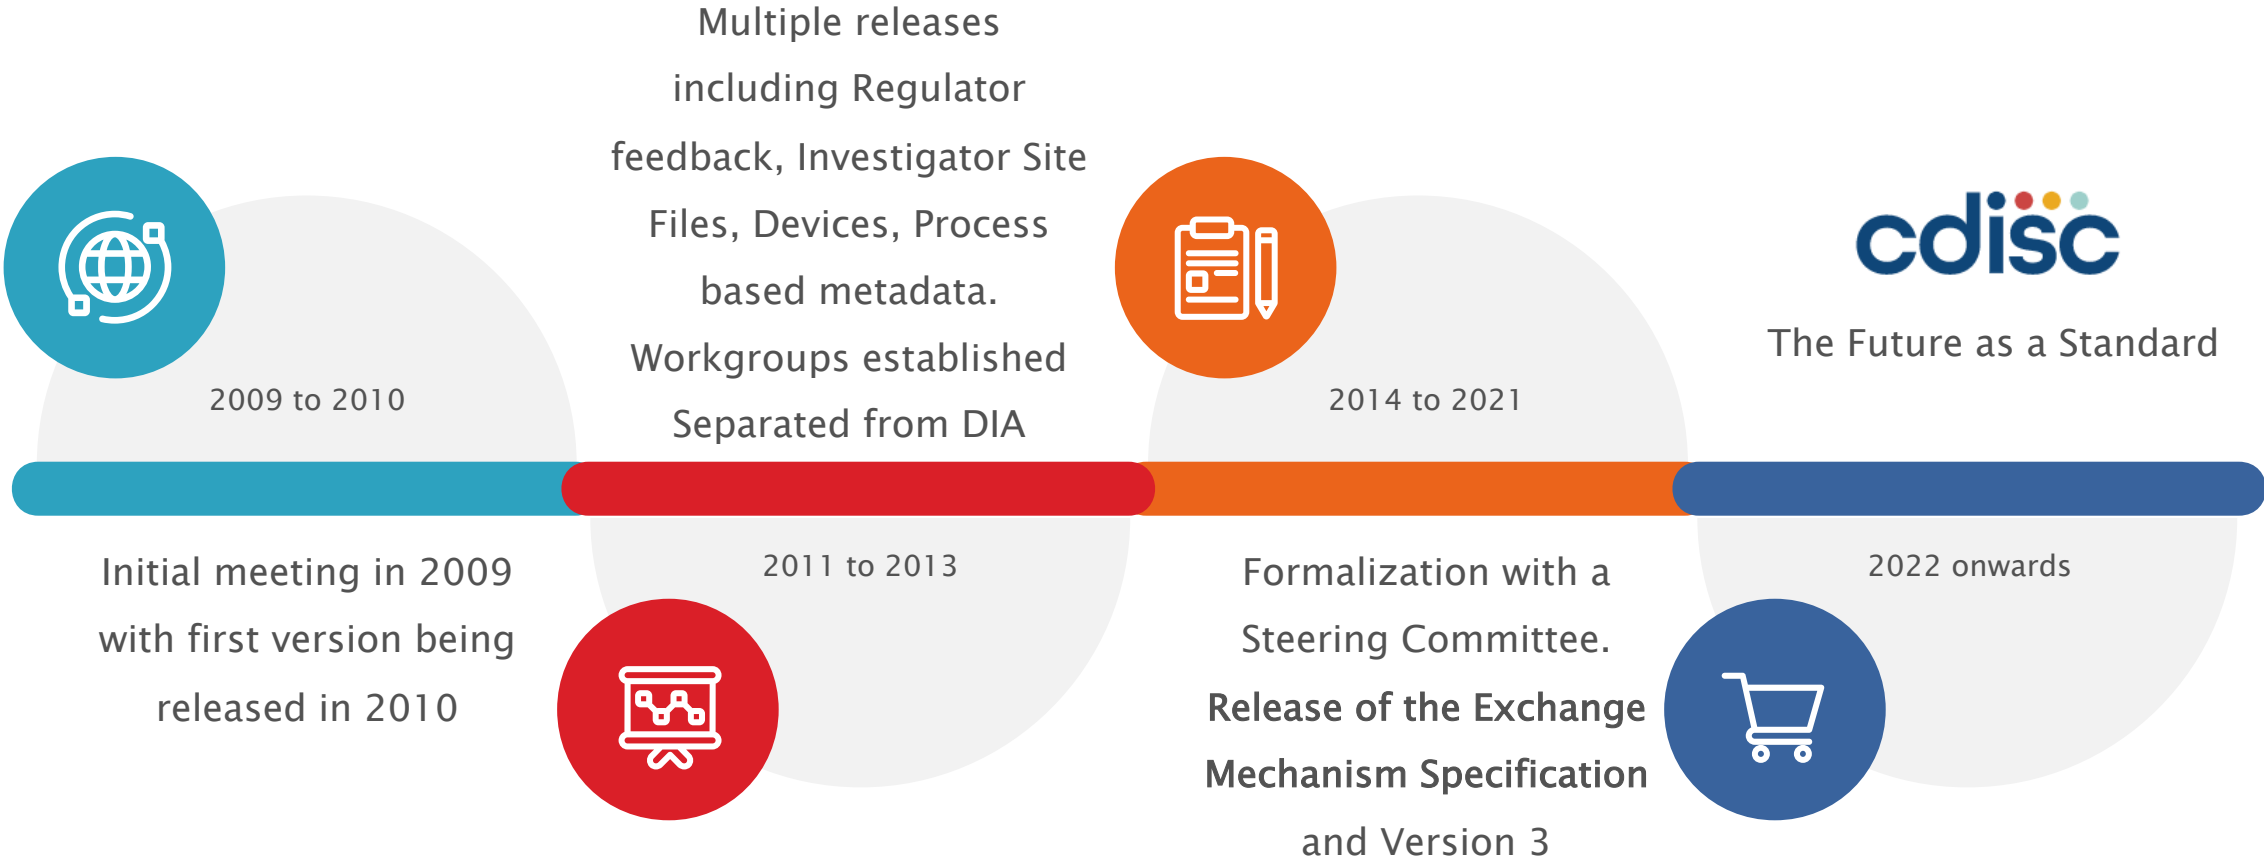 2009 to 2010
Initial meeting in 2009
with first version being
released in 2010
Multiple releases
including Regulator
feedback, Investigator Site
Files, Devices, Process
based metadata.
Workgroups established
Separated from DIA
2011 to 2013
2014 to 2021
Formalization with a
Steering Committee.
Release of the Exchange
Mechanism Specification
and Version 3
cdisc
The Future as a Standard
2022 onwards